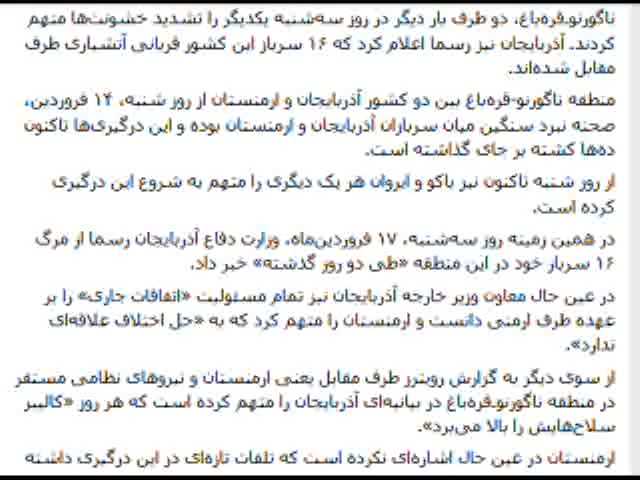 ناگورنو-قره‌باغ، دو طرف بار دیگر در روز سه‌شنبه یکدیگر را تشدید خشونت‌ها متهم
کردند. آذربایجان نیز رسما اعلام کرد که ۱۶ سرباز این کشور قربانی آتشباری طرف
مقابل شده‌اند.
منطقه ناگورنو-قره‌باغ بین دو کشور آذربایجان و ارمنستان از روز شنبه، ۱۴ فروردین،
صحنه نبرد سنگین میان سربازان آذربایجان و ارمنستان بوده و این درگیری‌ها تاکنون
ده‌ها کشته بر جای گذاشته است.
از روز شنبه تاکنون نیز باکو و ایروان هر یک دیگری را متهم به شروع این درگیری
کرده است.
در همین زمینه روز سه‌شنبه، ۱۷ فروردین‌ماه، وزارت دفاع آذربایجان رسما از مرگ
۱۶ سرباز خود در این منطقه «طی دو روز گذشته» خبر داد.
در عین حال معاون وزیر خارجه آذربایجان نیز تمام مسئولیت «اتفاقات جاری» را بر
عهده طرف ارمنی دانست و ارمنستان را متهم کرد که به «حل اختلاف علاقه‌ای
ندارد».
از سوی دیگر به گزارش رویترز طرف مقابل یعنی ارمنستان و نیروهای نظامی مستقر
در منطقه ناگورنو-قره‌باغ در بیانیه‌ای آذربایجان را متهم کرده است که هر روز «کالیبر
سلاح‌هایش را بالا می‌برد».
ارمنستان در عین حال اشاره‌ای نکرده است که تلفات تازه‌ای در این درگیری داشته